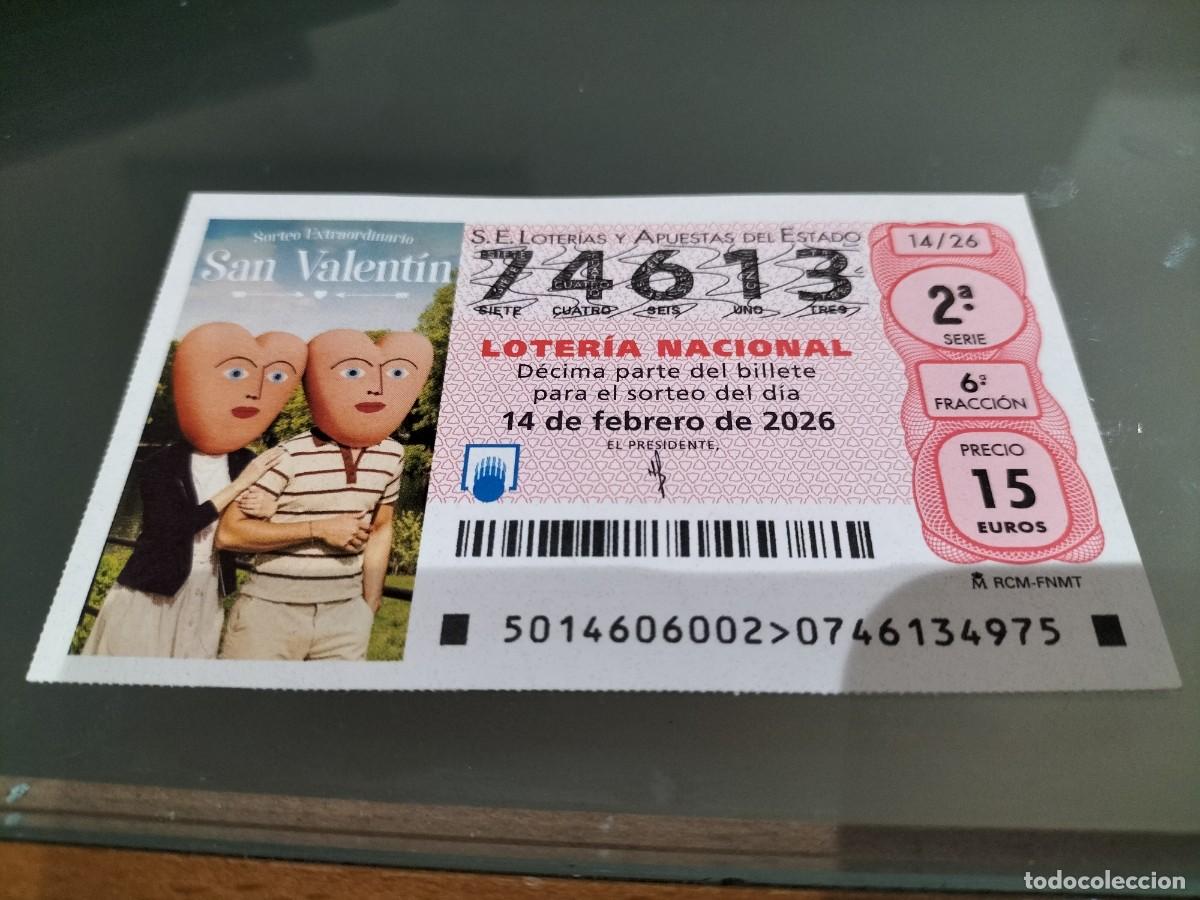 Sorteo Extraordinario
San Valentín
S.E. LOTERÍAS Y APUESTAS DEL ESTADO
74613
SIETE CUATRO SEIS UNO TRES
LOTERÍA NACIONAL
Décima parte del billete
para el sorteo del día
14 de febrero de 2026
EL PRESIDENTE,
14/26
2.ª
SERIE
6ª
FRACCIÓN
PRECIO
15
EUROS
RCM-FNMT
5014606002>0746134975
todocoleccion